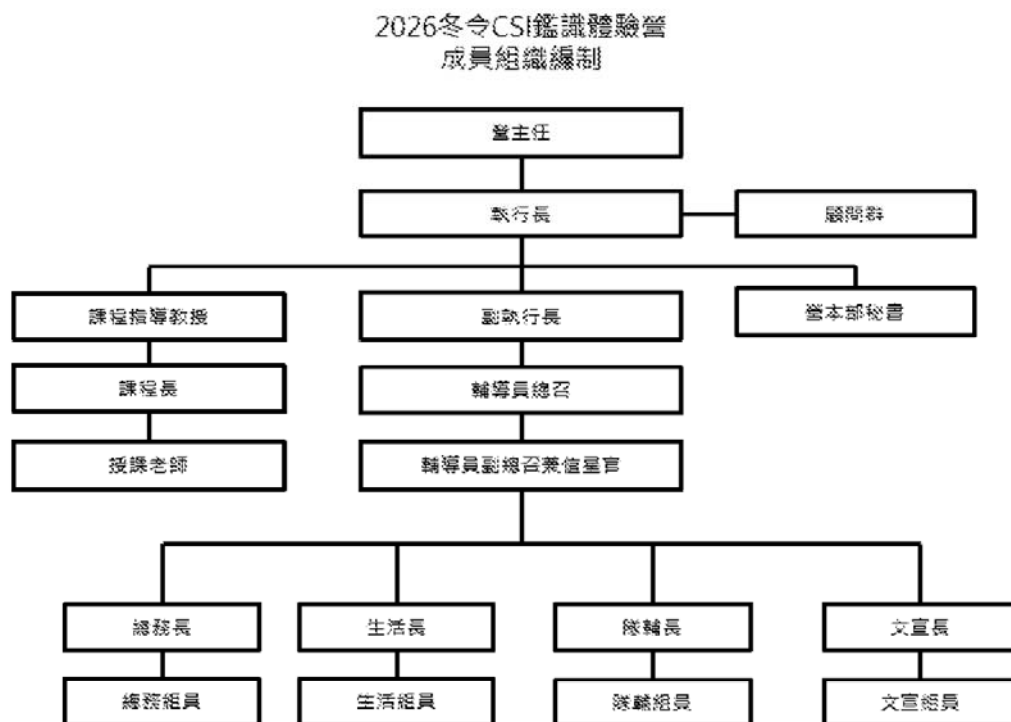 2026冬令CSI鑑識體驗營
成員組織編制
營主任
執行長
顧問群
課程指導教授
副執行長
營本部秘書
課程長
輔導員總召
授課老師
輔導員副總召兼值星官
總務長
生活長
隊輔長
文宣長
總務組員
生活組員
隊輔組員
文宣組員